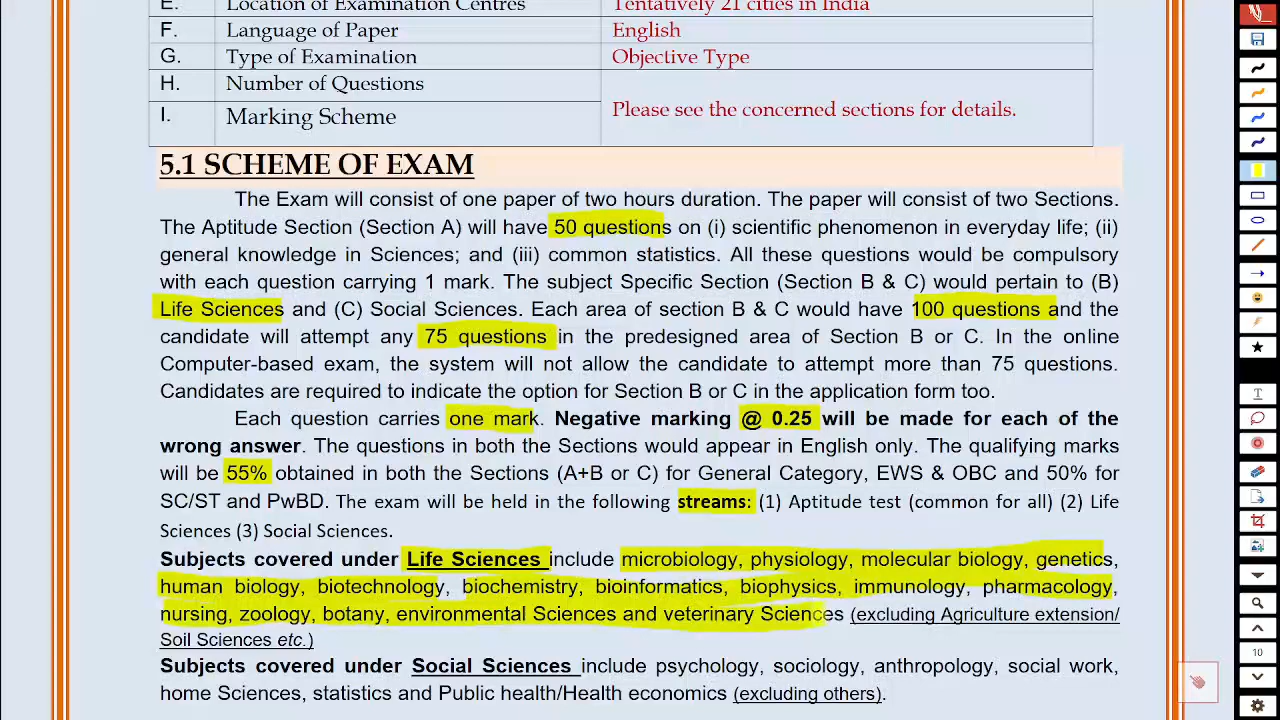 E. Location of Examination Centres Tentatively 21 cities in India
F. Language of Paper English
G. Type of Examination Objective Type
H. Number of Questions
Please see the concerned sections for details.
I. Marking Scheme
5.1 SCHEME OF EXAM
The Exam will consist of one paper of two hours duration. The paper will consist of two Sections.
The Aptitude Section (Section A) will have 50 questions on (i) scientific phenomenon in everyday life; (ii)
general knowledge in Sciences; and (iii) common statistics. All these questions would be compulsory
with each question carrying 1 mark. The subject Specific Section (Section B & C) would pertain to (B)
Life Sciences and (C) Social Sciences. Each area of section B & C would have 100 questions and the
candidate will attempt any 75 questions in the predesigned area of Section B or C. In the online
Computer-based exam, the system will not allow the candidate to attempt more than 75 questions.
Candidates are required to indicate the option for Section B or C in the application form too.
Each question carries one mark. Negative marking @ 0.25 will be made for each of the
wrong answer. The questions in both the Sections would appear in English only. The qualifying marks
will be 55% obtained in both the Sections (A+B or C) for General Category, EWS & OBC and 50% for
SC/ST and PwBD. The exam will be held in the following streams: (1) Aptitude test (common for all) (2) Life
Sciences (3) Social Sciences.
Subjects covered under Life Sciences include microbiology, physiology, molecular biology, genetics,
human biology, biotechnology, biochemistry, bioinformatics, biophysics, immunology, pharmacology,
nursing, zoology, botany, environmental Sciences and veterinary Sciences (excluding Agriculture extension/
Soil Sciences etc.)
Subjects covered under Social Sciences include psychology, sociology, anthropology, social work,
home Sciences, statistics and Public health/Health economics (excluding others).
T
10